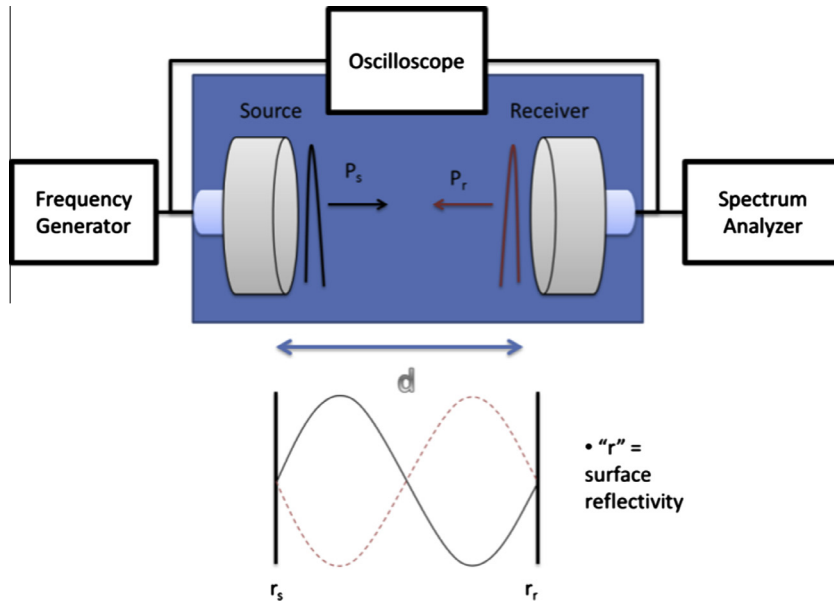 Oscilloscope
Source
Receiver
Frequency
Generator
Pₛ
Pᵣ
Spectrum
Analyzer
d
• “r” =
surface
reflectivity
rₛ
rᵣ